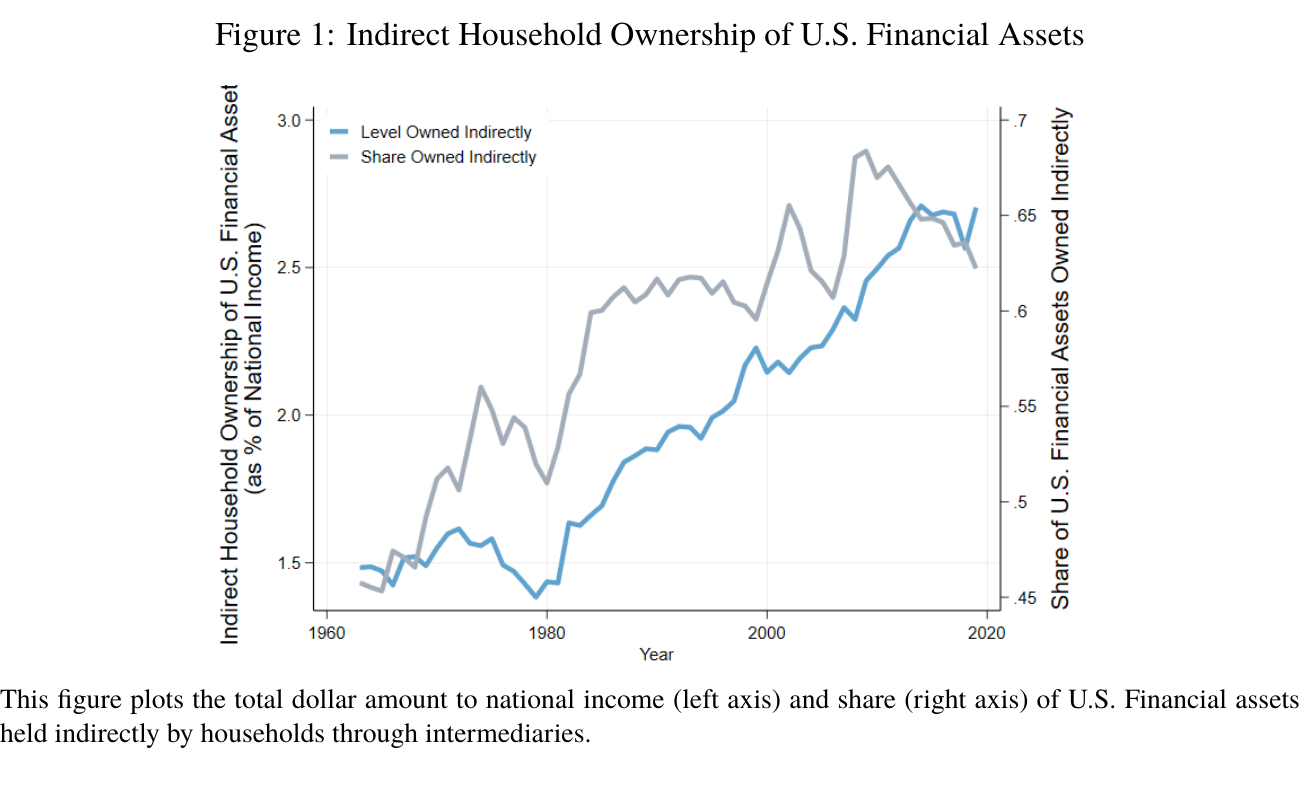 Figure 1: Indirect Household Ownership of U.S. Financial Assets
Indirect Household Ownership of U.S. Financial Asset
(as % of National Income)
3.0
2.5
2.0
1.5
Level Owned Indirectly
Share Owned Indirectly
.7
.65
.6
.55
.5
.45
Share of U.S. Financial Assets Owned Indirectly
1960
1980
2000
2020
Year
This figure plots the total dollar amount to national income (left axis) and share (right axis) of U.S. Financial assets
held indirectly by households through intermediaries.